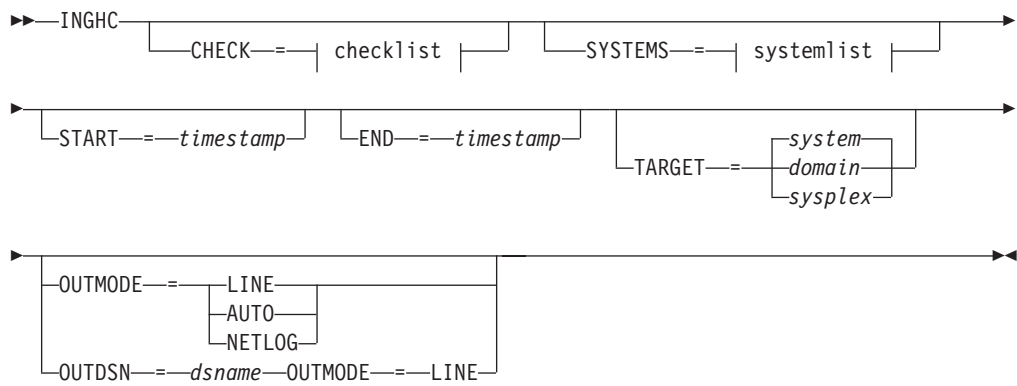 INGHC
CHECK = checklist SYSTEMS = systemlist
START = timestamp END = timestamp
TARGET = system
domain
sysplex
OUTMODE = LINE
AUTO
NETLOG
OUTDSN = dsname OUTMODE = LINE